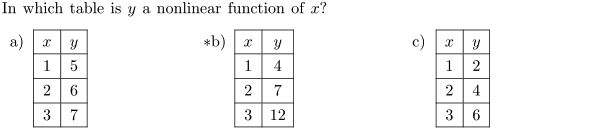 In which table is y a nonlinear function of x?
a) x y *b) x y c) x y
1 5 1 4 1 2
2 6 2 7 2 4
3 7 3 12 3 6